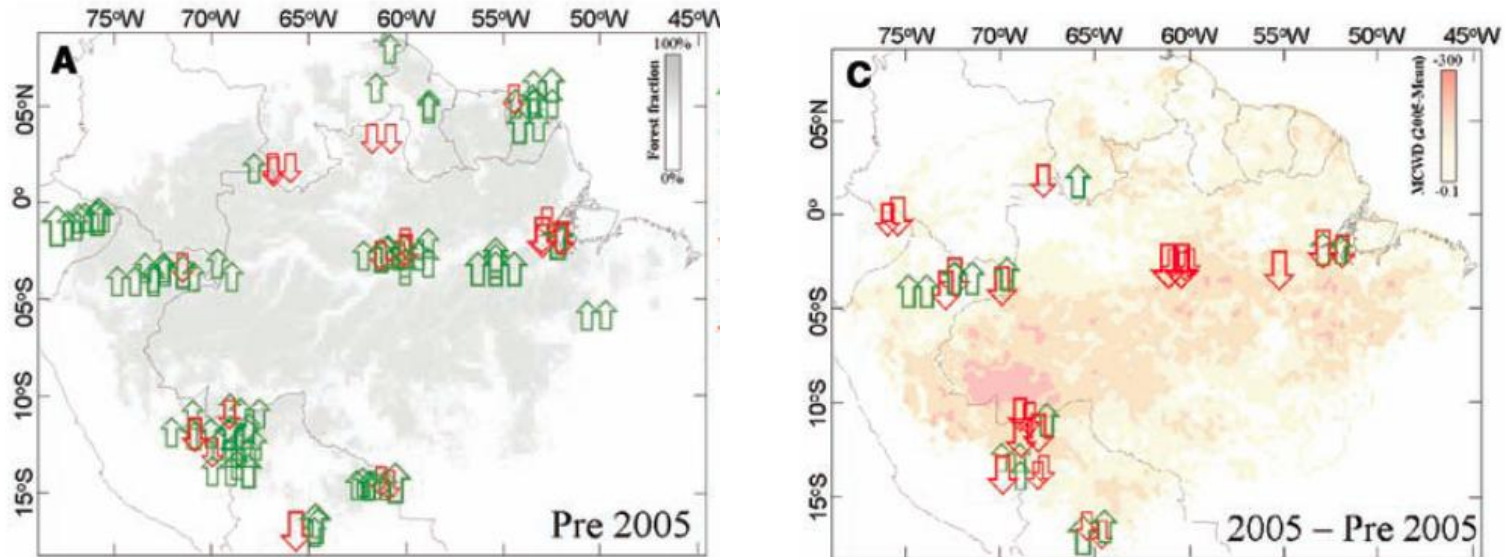 75°W 70°W 65°W 60°W 55°W 50°W 45°W
A
100%
Forest fraction
0%
05°N
0°
05°S
10°S
15°S
Pre 2005
75°W 70°W 65°W 60°W 55°W 50°W 45°W
C
-300
MCWD (2005-Mean)
-0.1
05°N
0°
05°S
10°S
15°S
2005 – Pre 2005